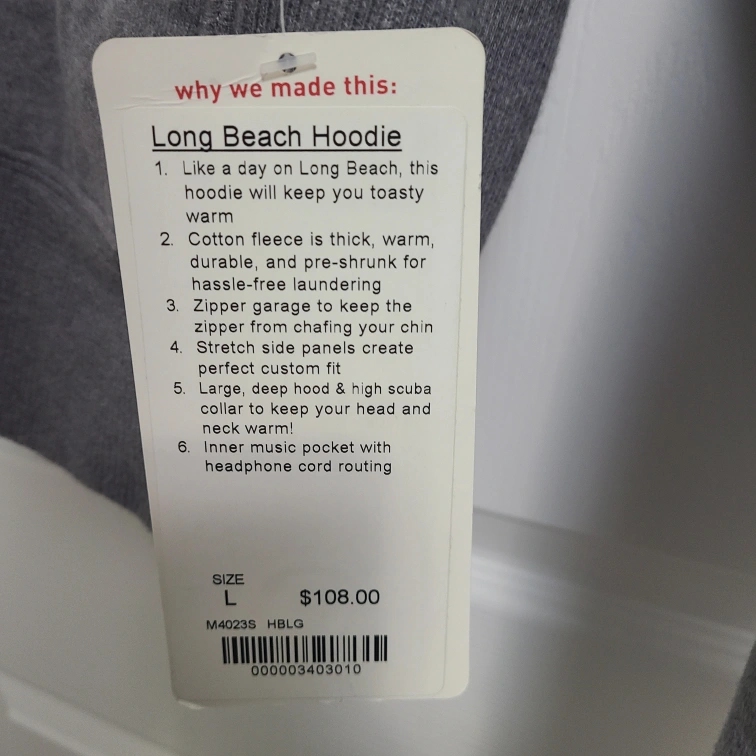 why we made this:
Long Beach Hoodie
1. Like a day on Long Beach, this
hoodie will keep you toasty
warm
2. Cotton fleece is thick, warm,
durable, and pre-shrunk for
hassle-free laundering
3. Zipper garage to keep the
zipper from chafing your chin
4. Stretch side panels create
perfect custom fit
5. Large, deep hood & high scuba
collar to keep your head and
neck warm!
6. Inner music pocket with
headphone cord routing
SIZE
L $108.00
M4023S HBLG
000003403010